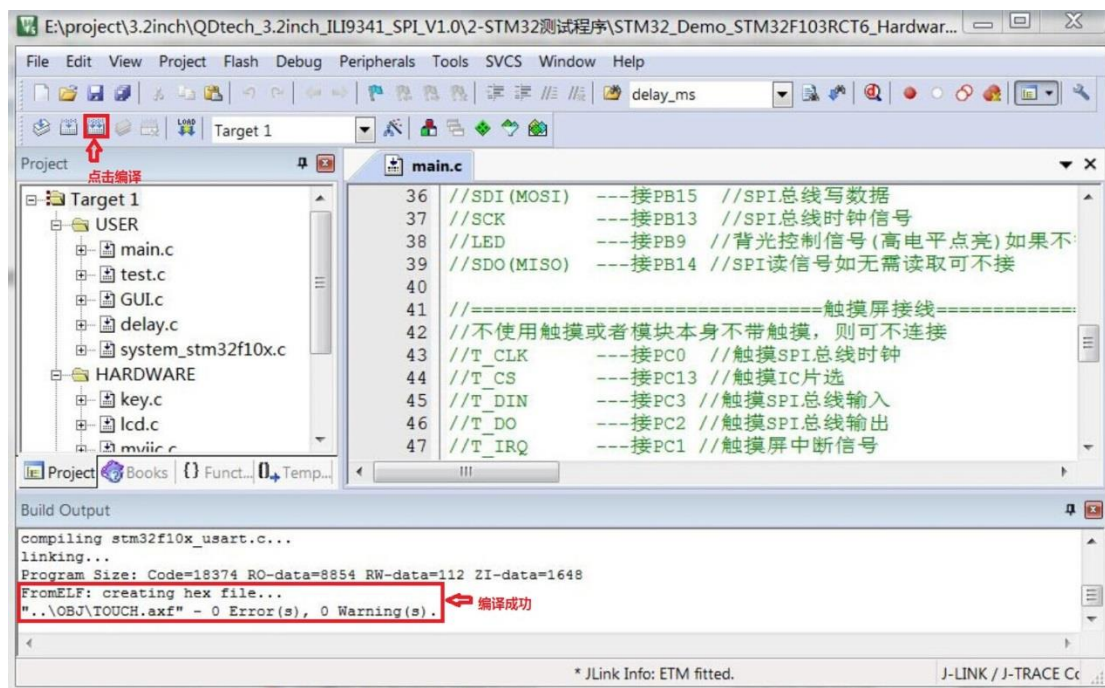 E:\project\3.2inch\QDtech_3.2inch_ILI9341_SPI_V1.0\2-STM32测试程序\STM32_Demo_STM32F103RCT6_Hardwar...
File Edit View Project Flash Debug Peripherals Tools SVCS Window Help
delay_ms
LOAD Target 1
Project
点击编译
main.c
Target 1
USER
main.c
test.c
GUI.c
delay.c
system_stm32f10x.c
HARDWARE
key.c
lcd.c
myiic.c
36 //SDI(MOSI) ---接PB15 //SPI总线写数据
37 //SCK ---接PB13 //SPI总线时钟信号
38 //LED ---接PB9 //背光控制信号(高电平点亮)如果不
39 //SDO(MISO) ---接PB14 //SPI读信号如无需读取可不接
40
41 //================================触摸屏接线============
42 //不使用触摸或者模块本身不带触摸，则可不连接
43 //T_CLK ---接PC0 //触摸SPI总线时钟
44 //T_CS ---接PC13 //触摸IC片选
45 //T_DIN ---接PC3 //触摸SPI总线输入
46 //T_DO ---接PC2 //触摸SPI总线输出
47 //T_IRQ ---接PC1 //触摸屏中断信号
Project Books {} Funct... 0→ Temp...
Build Output
compiling stm32f10x_usart.c...
linking...
Program Size: Code=18374 RO-data=8854 RW-data=112 ZI-data=1648
FromELF: creating hex file...
"..\OBJ\TOUCH.axf" - 0 Error(s), 0 Warning(s).
编译成功
* JLink Info: ETM fitted.
J-LINK / J-TRACE Cc